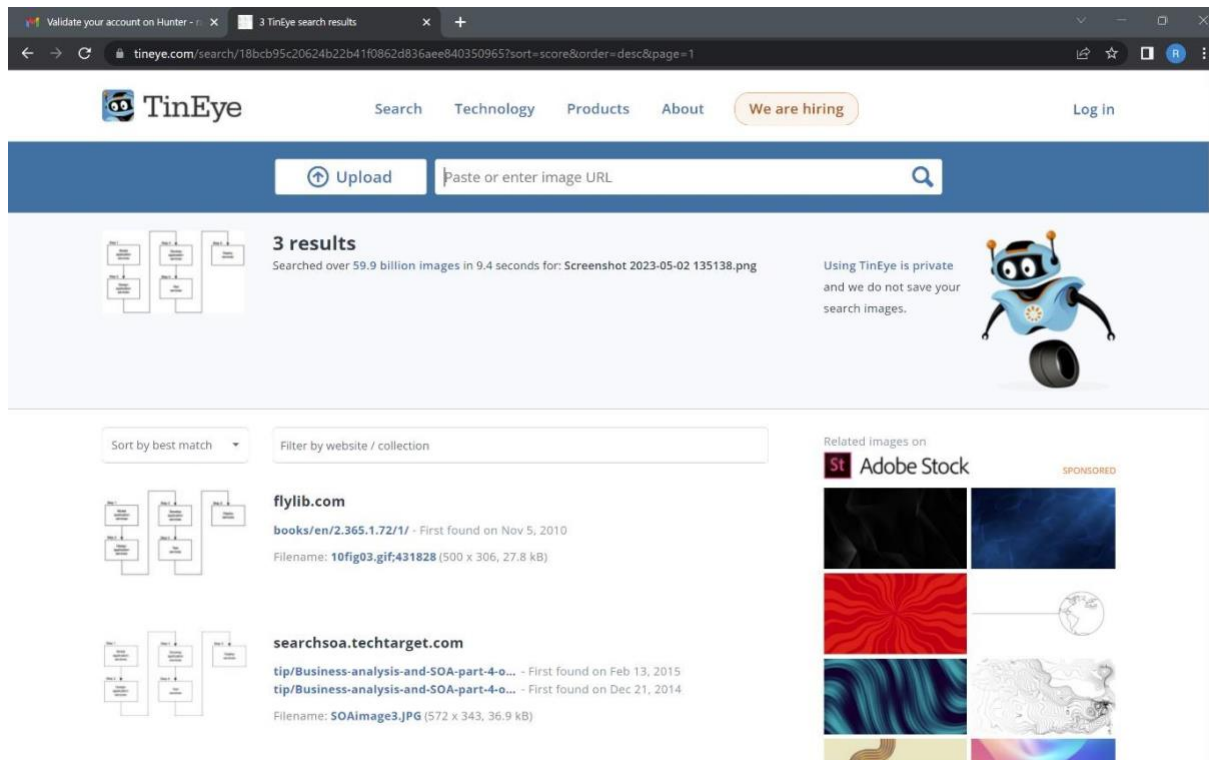 Validate your account on Hunter - r
3 TinEye search results
tineye.com/search/18bcb95c20624b22b41f0862d836aee840350965?sort=score&order=desc&page=1
R
TinEye
Search
Technology
Products
About
We are hiring
Log in
Upload
Paste or enter image URL
3 results
Searched over 59.9 billion images in 9.4 seconds for: Screenshot 2023-05-02 135138.png
Using TinEye is private
and we do not save your
search images.
Sort by best match
Filter by website / collection
Related images on
St Adobe Stock
SPONSORED
flylib.com
books/en/2.365.1.72/1/ - First found on Nov 5, 2010
Filename: 10fig03.gif;431828 (500 x 306, 27.8 kB)
searchsoa.techtarget.com
tip/Business-analysis-and-SOA-part-4-o... - First found on Feb 13, 2015
tip/Business-analysis-and-SOA-part-4-o... - First found on Dec 21, 2014
Filename: SOAimage3.JPG (572 x 343, 36.9 kB)